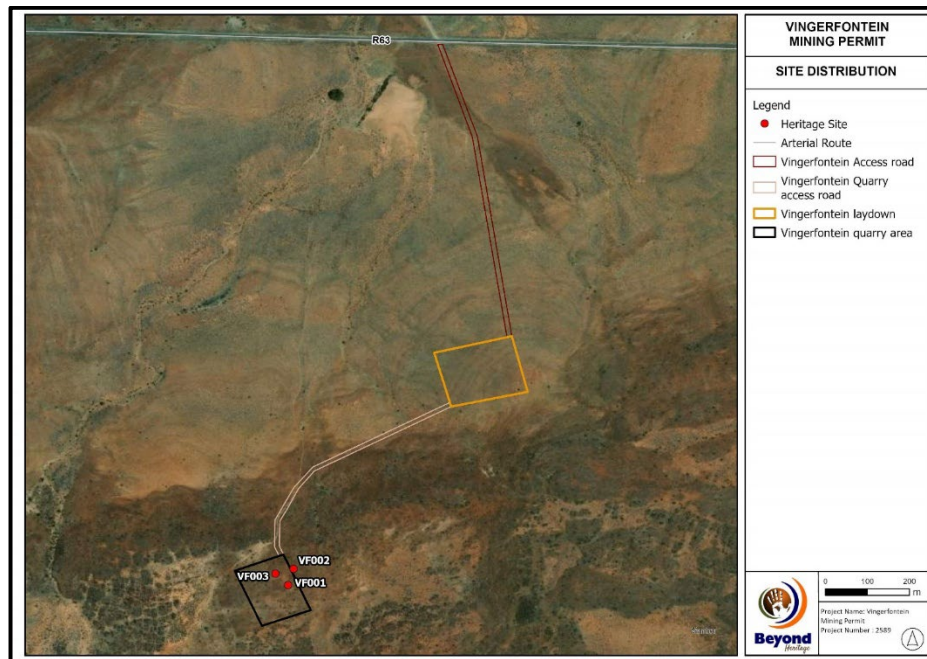 R63
VF002
VF003
VF001
VINGERFONTEIN
MINING PERMIT
SITE DISTRIBUTION
Legend
Heritage Site
Arterial Route
Vingerfontein Access road
Vingerfontein Quarry
access road
Vingerfontein laydown
Vingerfontein quarry area
Beyond
Heritage
0 100 200
m
Project Name: Vingerfontein
Mining Permit
Project Number : 2589